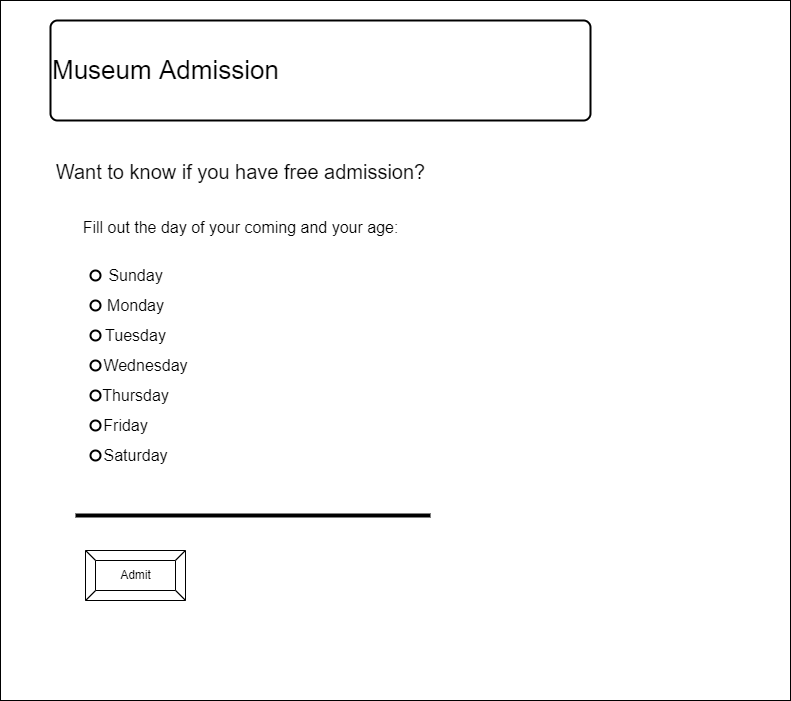 Museum Admission
Want to know if you have free admission?
Fill out the day of your coming and your age:
Sunday
Monday
Tuesday
Wednesday
Thursday
Friday
Saturday
Admit